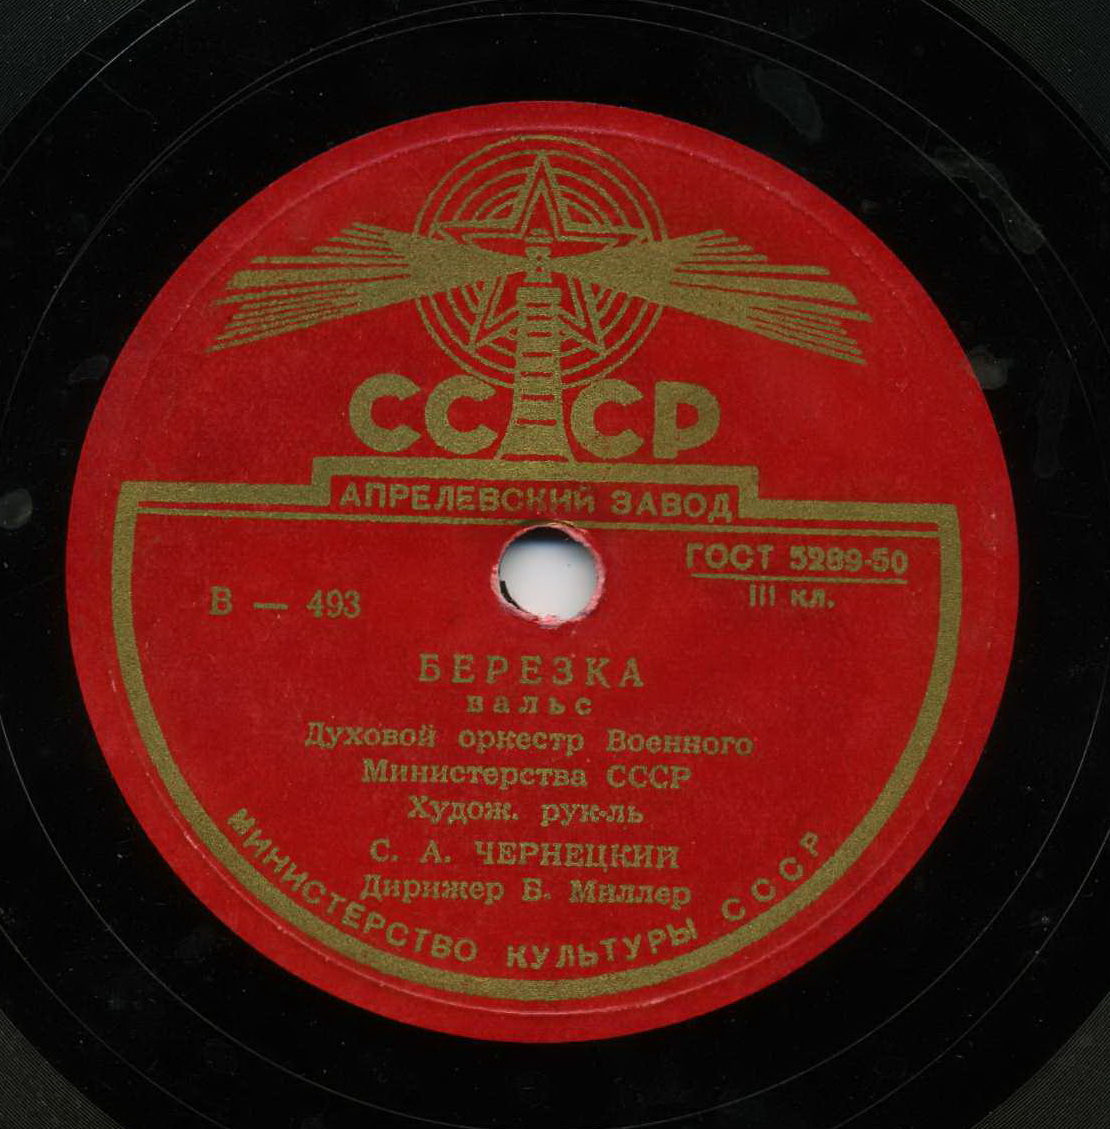 СССР
АПРЕЛЕВСКИЙ ЗАВОД
ГОСТ 5289-50
III кл.
В — 493
БЕРЕЗКА
вальс
Духовой оркестр Военного
Министерства СССР
Худож. рук-ль
С. А. ЧЕРНЕЦКИЙ
Дирижер Б. Миллер
МИНИСТЕРСТВО КУЛЬТУРЫ СССР